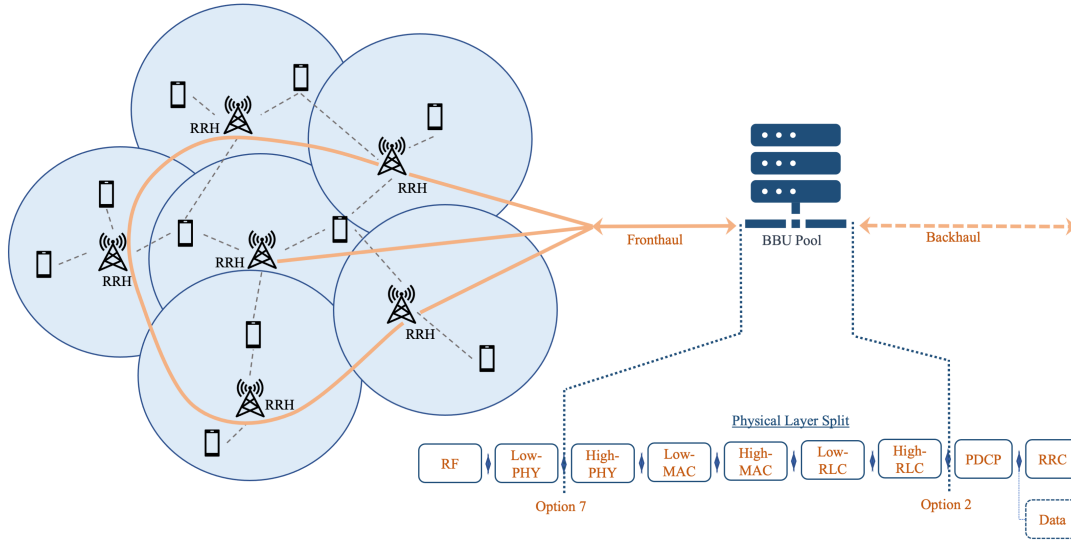 RRH
RRH
RRH
RRH
RRH
RRH
Fronthaul
BBU Pool
Backhaul
Physical Layer Split
RF
Low-
PHY
High-
PHY
Low-
MAC
High-
MAC
Low-
RLC
High-
RLC
PDCP
RRC
Option 7
Option 2
Data